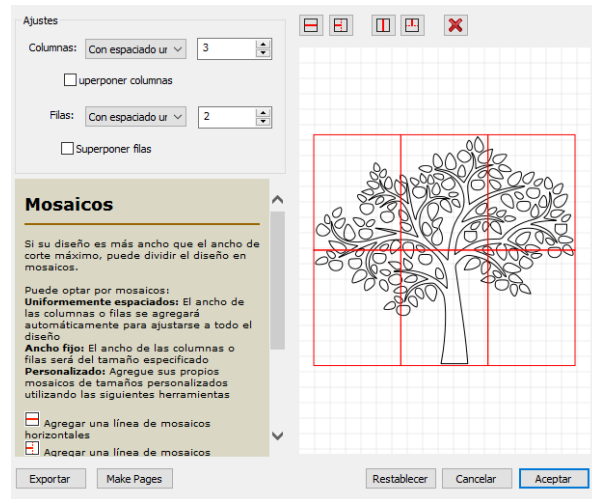 Ajustes
Columnas: Con espaciado ur 3
uperponer columnas
Filas: Con espaciado ur 2
Superponer filas
Mosaicos
Si su diseño es más ancho que el ancho de
corte máximo, puede dividir el diseño en
mosaicos.
Puede optar por mosaicos:
Uniformemente espaciados: El ancho de
las columnas o filas se agregará
automáticamente para ajustarse a todo el
diseño
Ancho fijo: El ancho de las columnas o
filas será del tamaño especificado
Personalizado: Agregue sus propios
mosaicos de tamaños personalizados
utilizando las siguientes herramientas
Agregar una línea de mosaicos
horizontales
Agregar una línea de mosaicos
Exportar Make Pages Restablecer Cancelar Aceptar